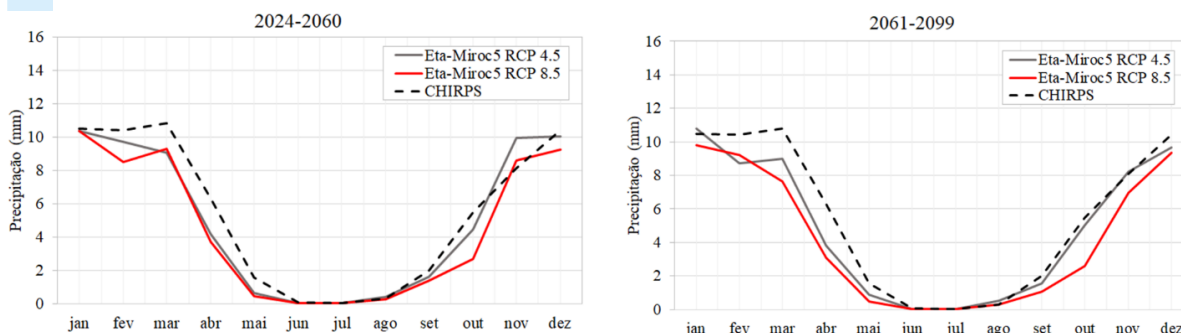 2024-2060
16
14
12
10
8
6
4
2
0
Precipitação (mm)
Eta-Miroc5 RCP 4.5
Eta-Miroc5 RCP 8.5
CHIRPS
jan fev mar abr mai jun jul ago set out nov dez
2061-2099
16
14
12
10
8
6
4
2
0
Precipitação (mm)
Eta-Miroc5 RCP 4.5
Eta-Miroc5 RCP 8.5
CHIRPS
jan fev mar abr mai jun jul ago set out nov dez